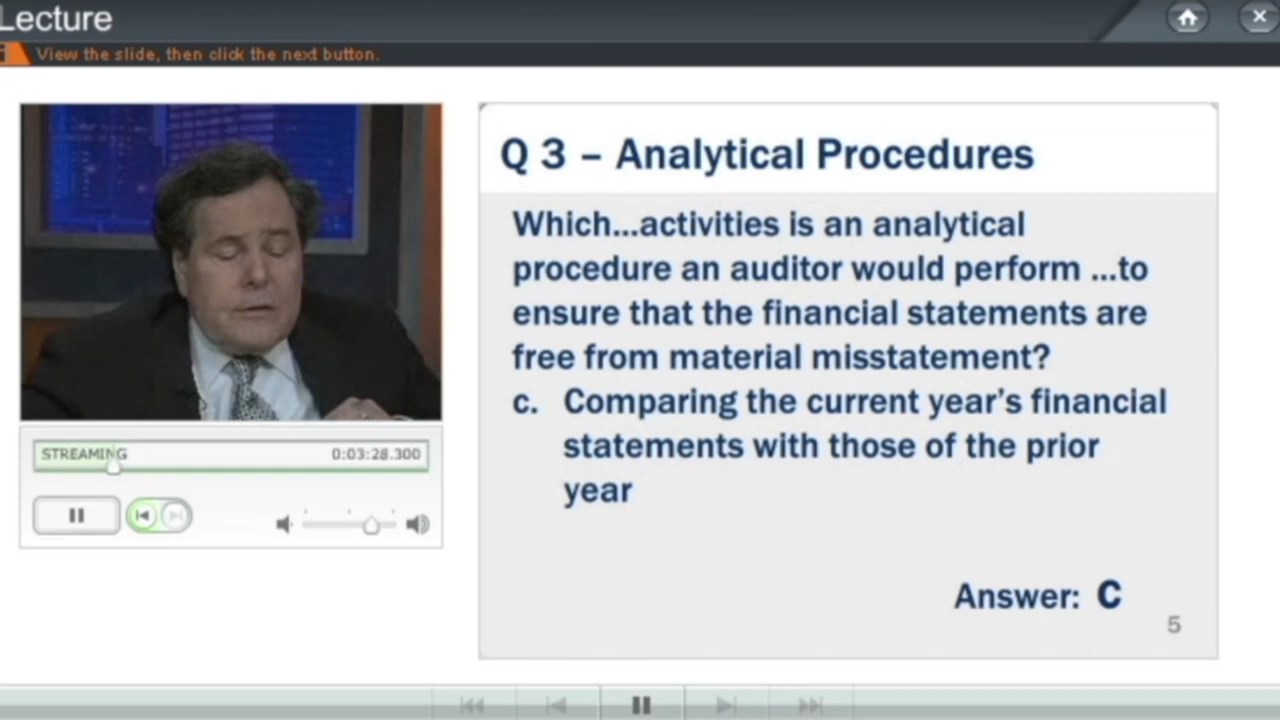 Lecture
View the slide, then click the next button.
Q 3 – Analytical Procedures
Which...activities is an analytical
procedure an auditor would perform ...to
ensure that the financial statements are
free from material misstatement?
c. Comparing the current year's financial
statements with those of the prior
year
STREAMING 0:03:28.300
Answer: C
5